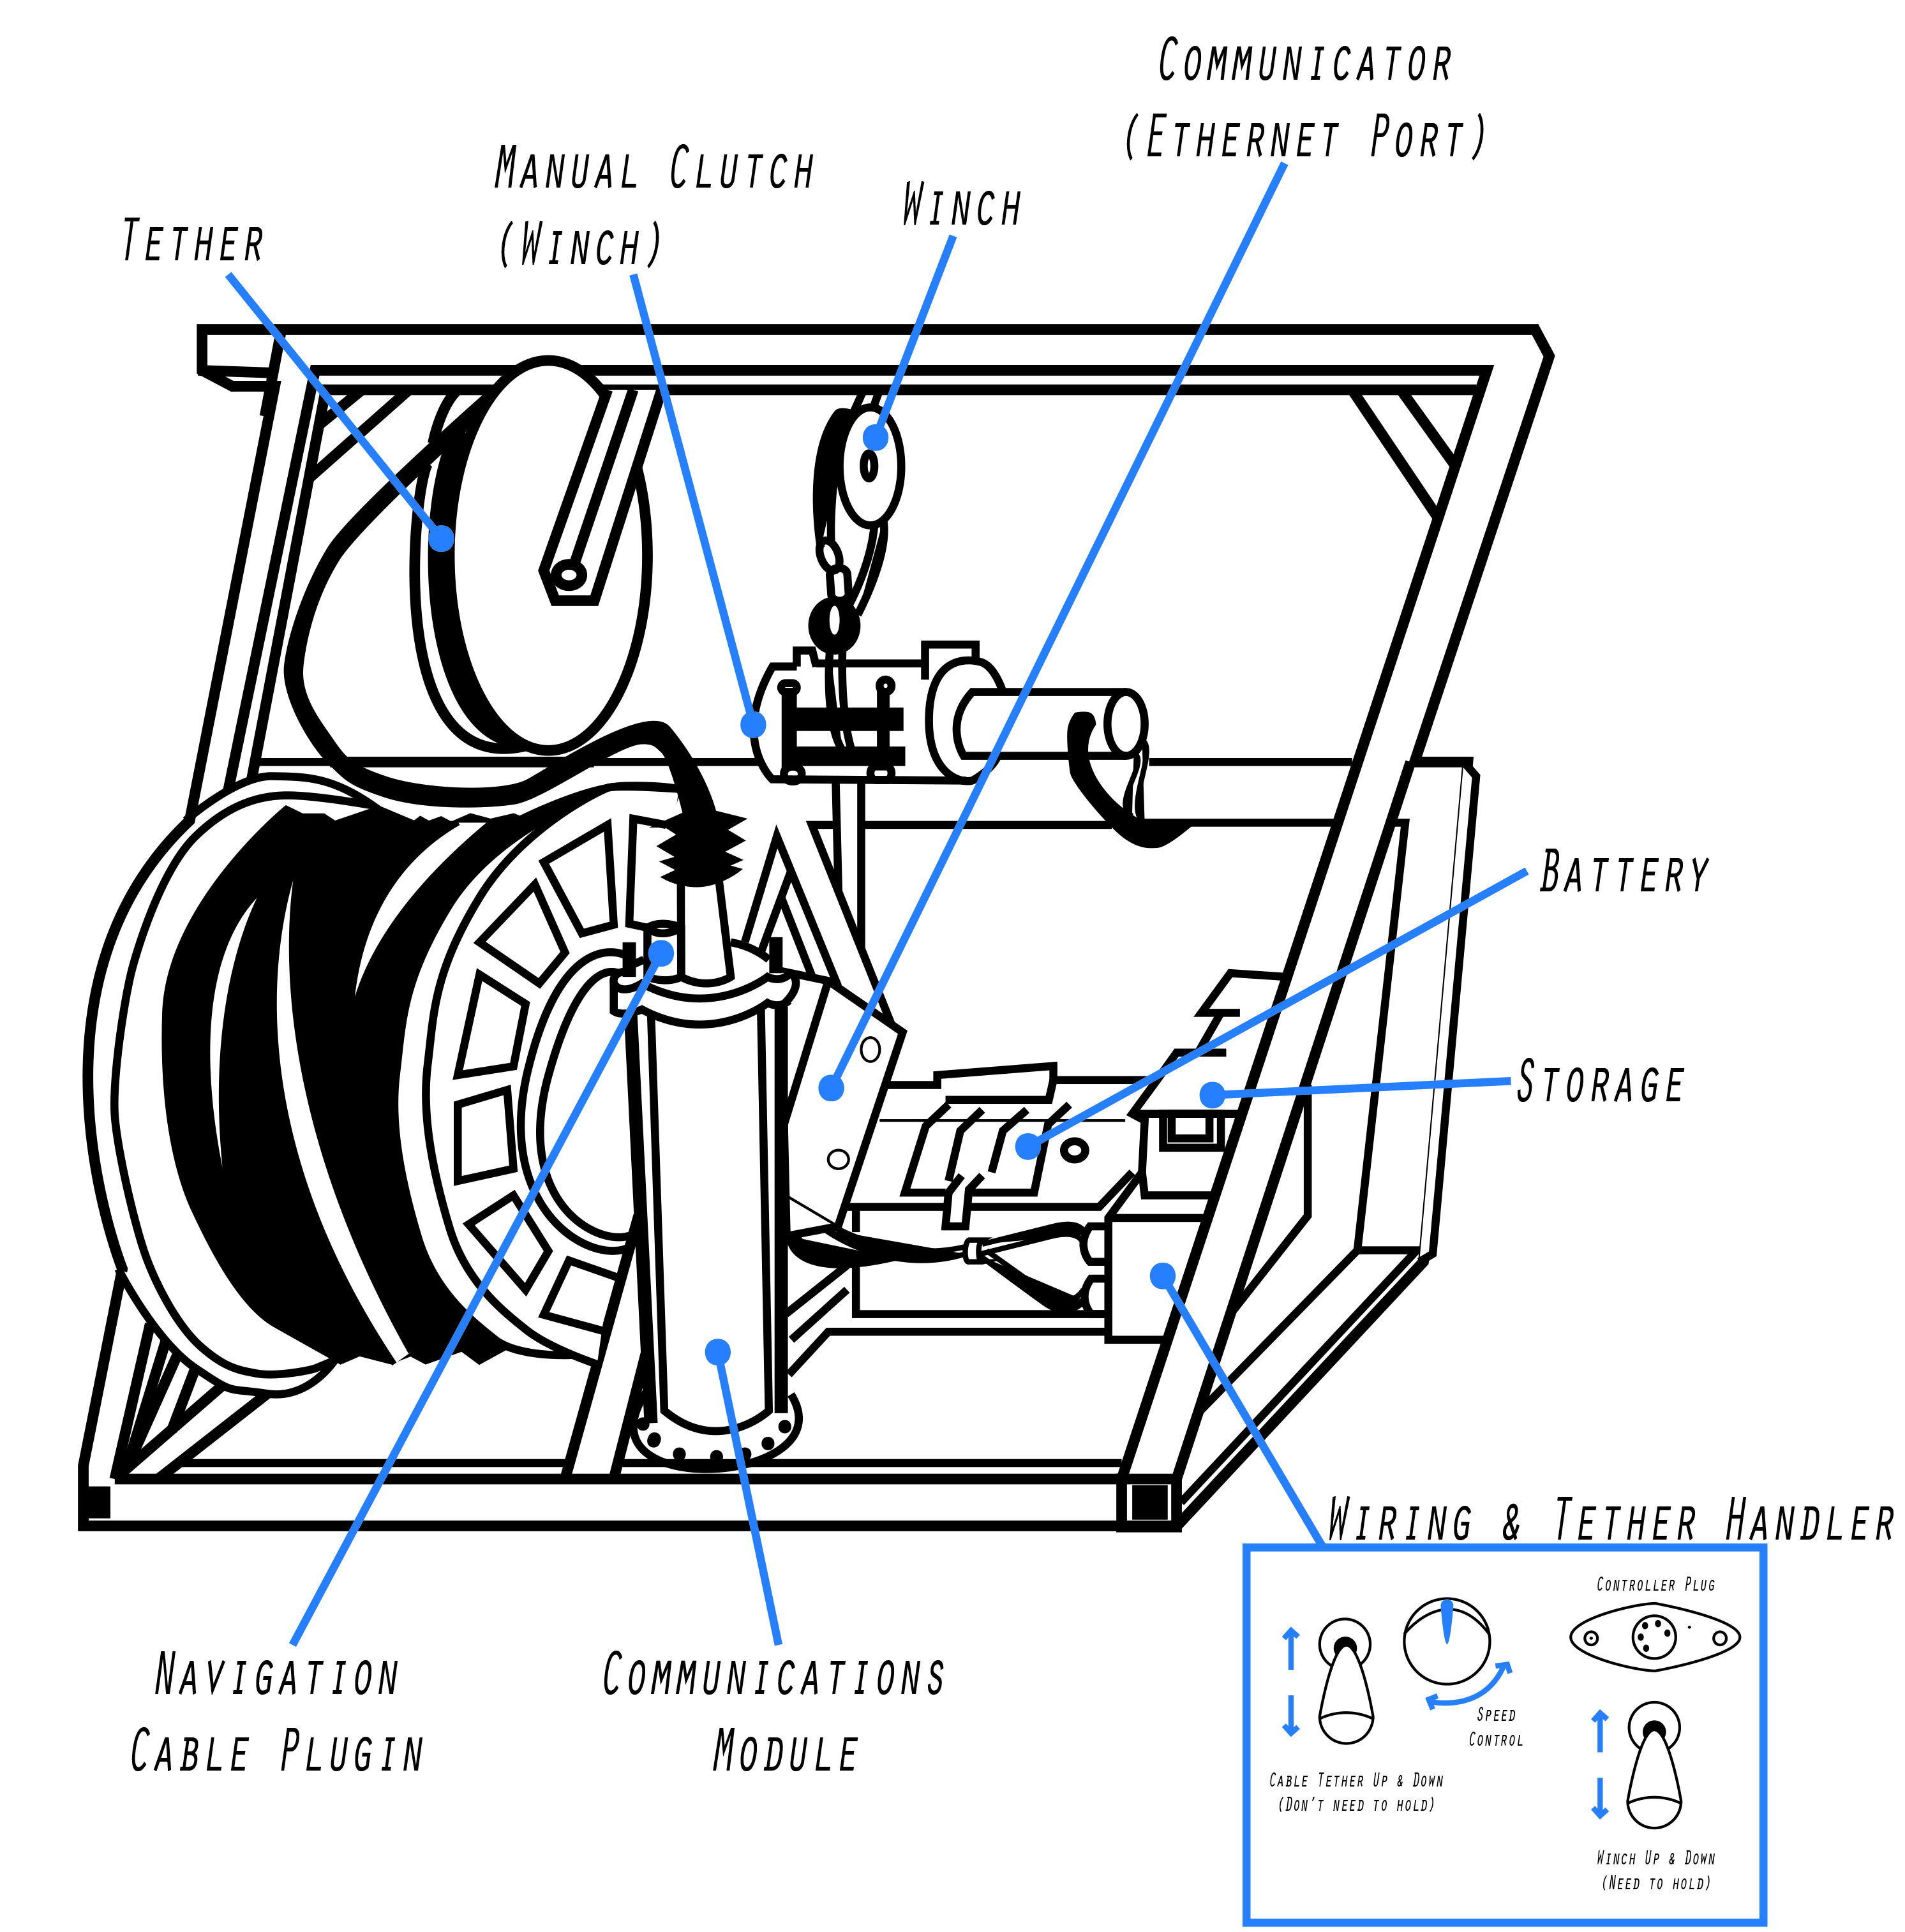 Communicator
(Ethernet Port)
Manual Clutch
(Winch)
Winch
Tether
Battery
Storage
Wiring & Tether Handler
Controller Plug
Speed
Control
Cable Tether Up & Down
(Don't need to hold)
Winch Up & Down
(Need to hold)
Navigation
Cable Plugin
Communications
Module